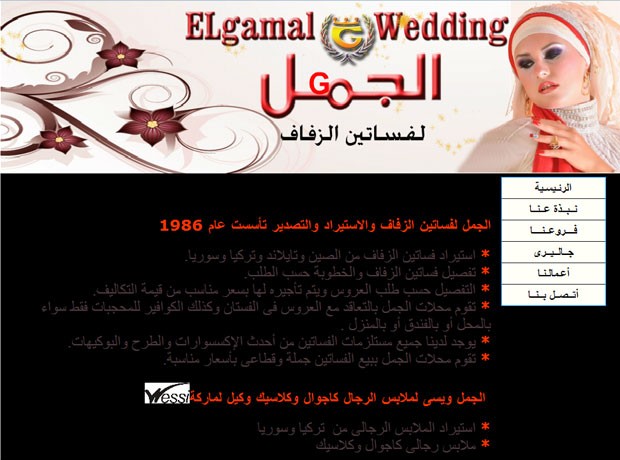 ELgamal Wedding
G
الجمل
G
لفساتين الزفاف
الرئيسية
نبذة عنا
فروعنا
جاليرى
أعمالنا
أتصل بنا
الجمل لفساتين الزفاف والاستيراد والتصدير تأسست عام 1986
* استيراد فساتين الزفاف من الصين وتايلاند وتركيا وسوريا.
* تفصيل فساتين الزفاف والخطوبة حسب الطلب.
* التفصيل حسب طلب العروس ويتم تأجيره لها بسعر مناسب من قيمة التكاليف.
* تقوم محلات الجمل بالتعاقد مع العروس فى الفستان وكذلك الكوافير للمحجبات فقط سواء
بالمحل أو بالفندق أو بالمنزل .
* يوجد لدينا جميع مستلزمات الفساتين من أحدث الإكسسوارات والطرح والبوكيهات.
* تقوم محلات الجمل ببيع الفساتين جملة وقطاعى بأسعار مناسبة.
الجمل ويسى لملابس الرجال كاجوال وكلاسيك وكيل لماركة Wessi
* استيراد الملابس الرجالى من تركيا وسوريا
* ملابس رجالى كاجوال وكلاسيك